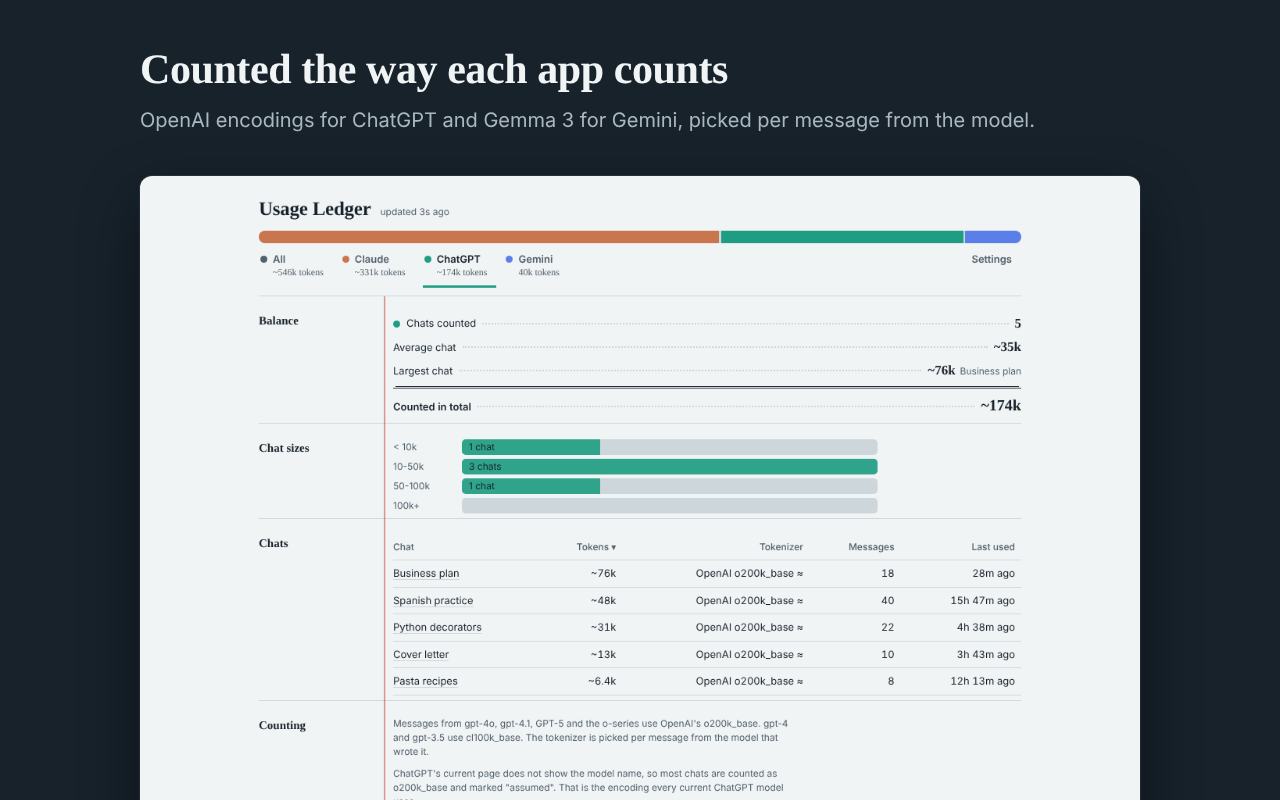 Counted the way each app counts
OpenAI encodings for ChatGPT and Gemma 3 for Gemini, picked per message from the model.
Usage Ledger updated 3s ago
All Claude ChatGPT Gemini Settings
~546k tokens ~331k tokens ~174k tokens 40k tokens
Balance
Chats counted 5
Average chat ~35k
Largest chat ~76k Business plan
Counted in total ~174k
Chat sizes
< 10k 1 chat
10-50k 3 chats
50-100k 1 chat
100k+
Chats
Chat Tokens ▾ Tokenizer Messages Last used
Business plan ~76k OpenAI o200k_base ≈ 18 28m ago
Spanish practice ~48k OpenAI o200k_base ≈ 40 15h 47m ago
Python decorators ~31k OpenAI o200k_base ≈ 22 4h 38m ago
Cover letter ~13k OpenAI o200k_base ≈ 10 3h 43m ago
Pasta recipes ~6.4k OpenAI o200k_base ≈ 8 12h 13m ago
Counting
Messages from gpt-4o, gpt-4.1, GPT-5 and the o-series use OpenAI's o200k_base. gpt-4
and gpt-3.5 use cl100k_base. The tokenizer is picked per message from the model that
wrote it.
ChatGPT's current page does not show the model name, so most chats are counted as
o200k_base and marked "assumed". That is the encoding every current ChatGPT model